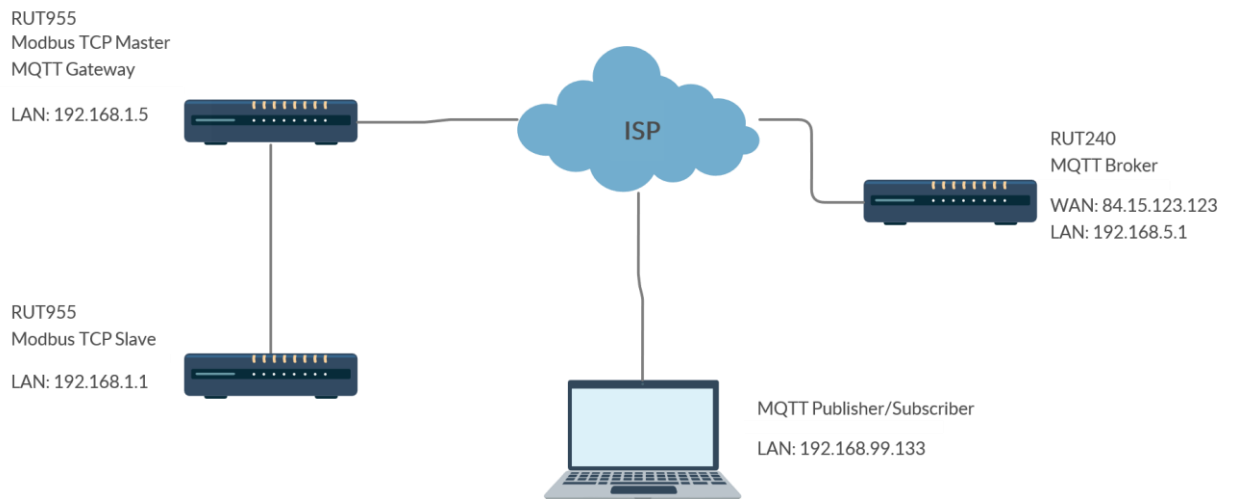 RUT955
Modbus TCP Master
MQTT Gateway
LAN: 192.168.1.5
ISP
RUT240
MQTT Broker
WAN: 84.15.123.123
LAN: 192.168.5.1
RUT955
Modbus TCP Slave
LAN: 192.168.1.1
MQTT Publisher/Subscriber
LAN: 192.168.99.133